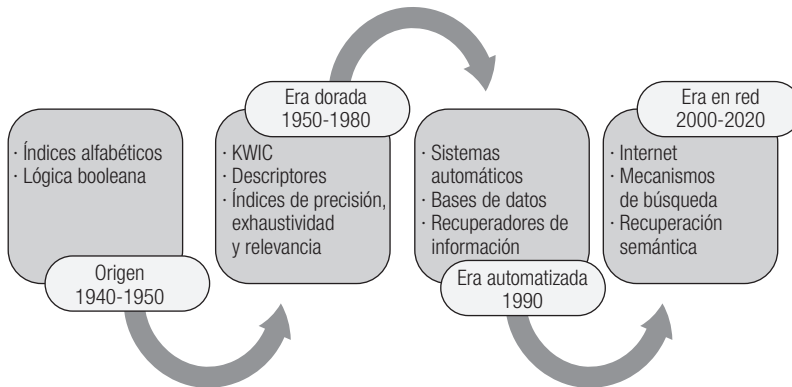 · Índices alfabéticos
· Lógica booleana
Origen
1940-1950
Era dorada
1950-1980
· KWIC
· Descriptores
· Índices de precisión,
exhaustividad
y relevancia
· Sistemas
automáticos
· Bases de datos
· Recuperadores de
información
Era automatizada
1990
Era en red
2000-2020
· Internet
· Mecanismos
de búsqueda
· Recuperación
semántica